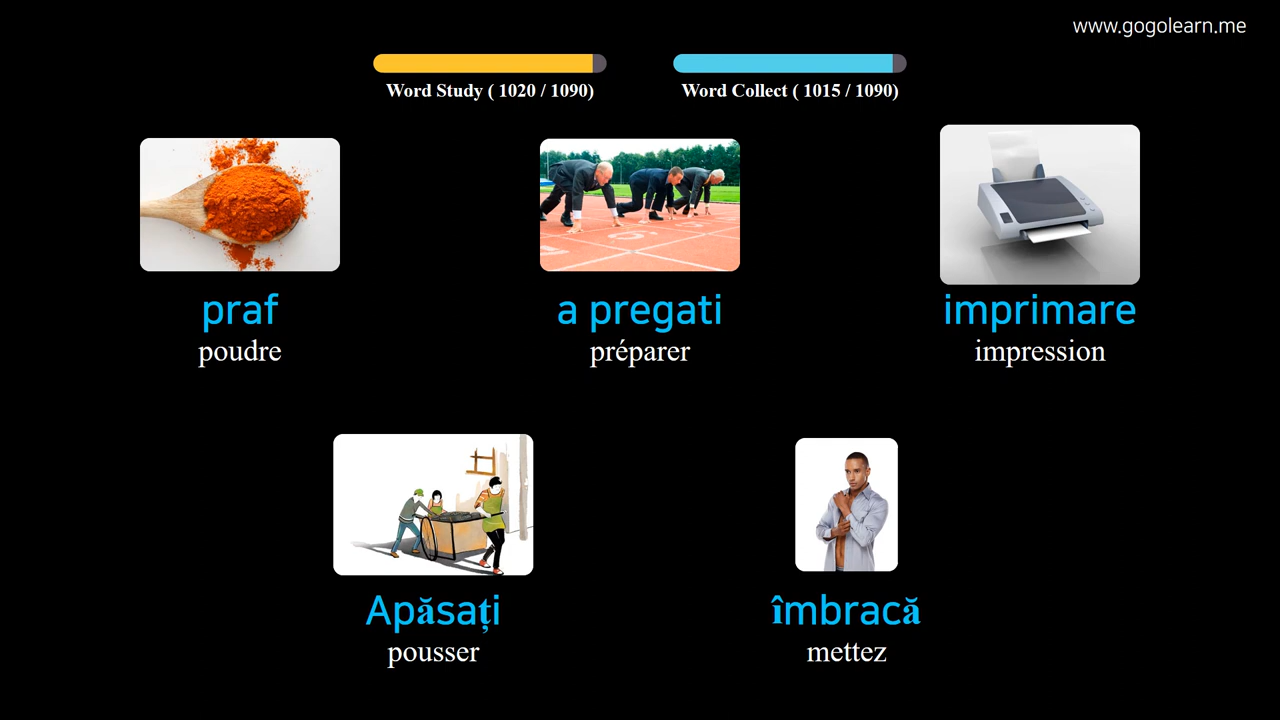 www.gogolearn.me
Word Study ( 1020 / 1090)
Word Collect ( 1015 / 1090)
praf
poudre
a pregati
préparer
imprimare
impression
Apăsați
pousser
îmbracă
mettez